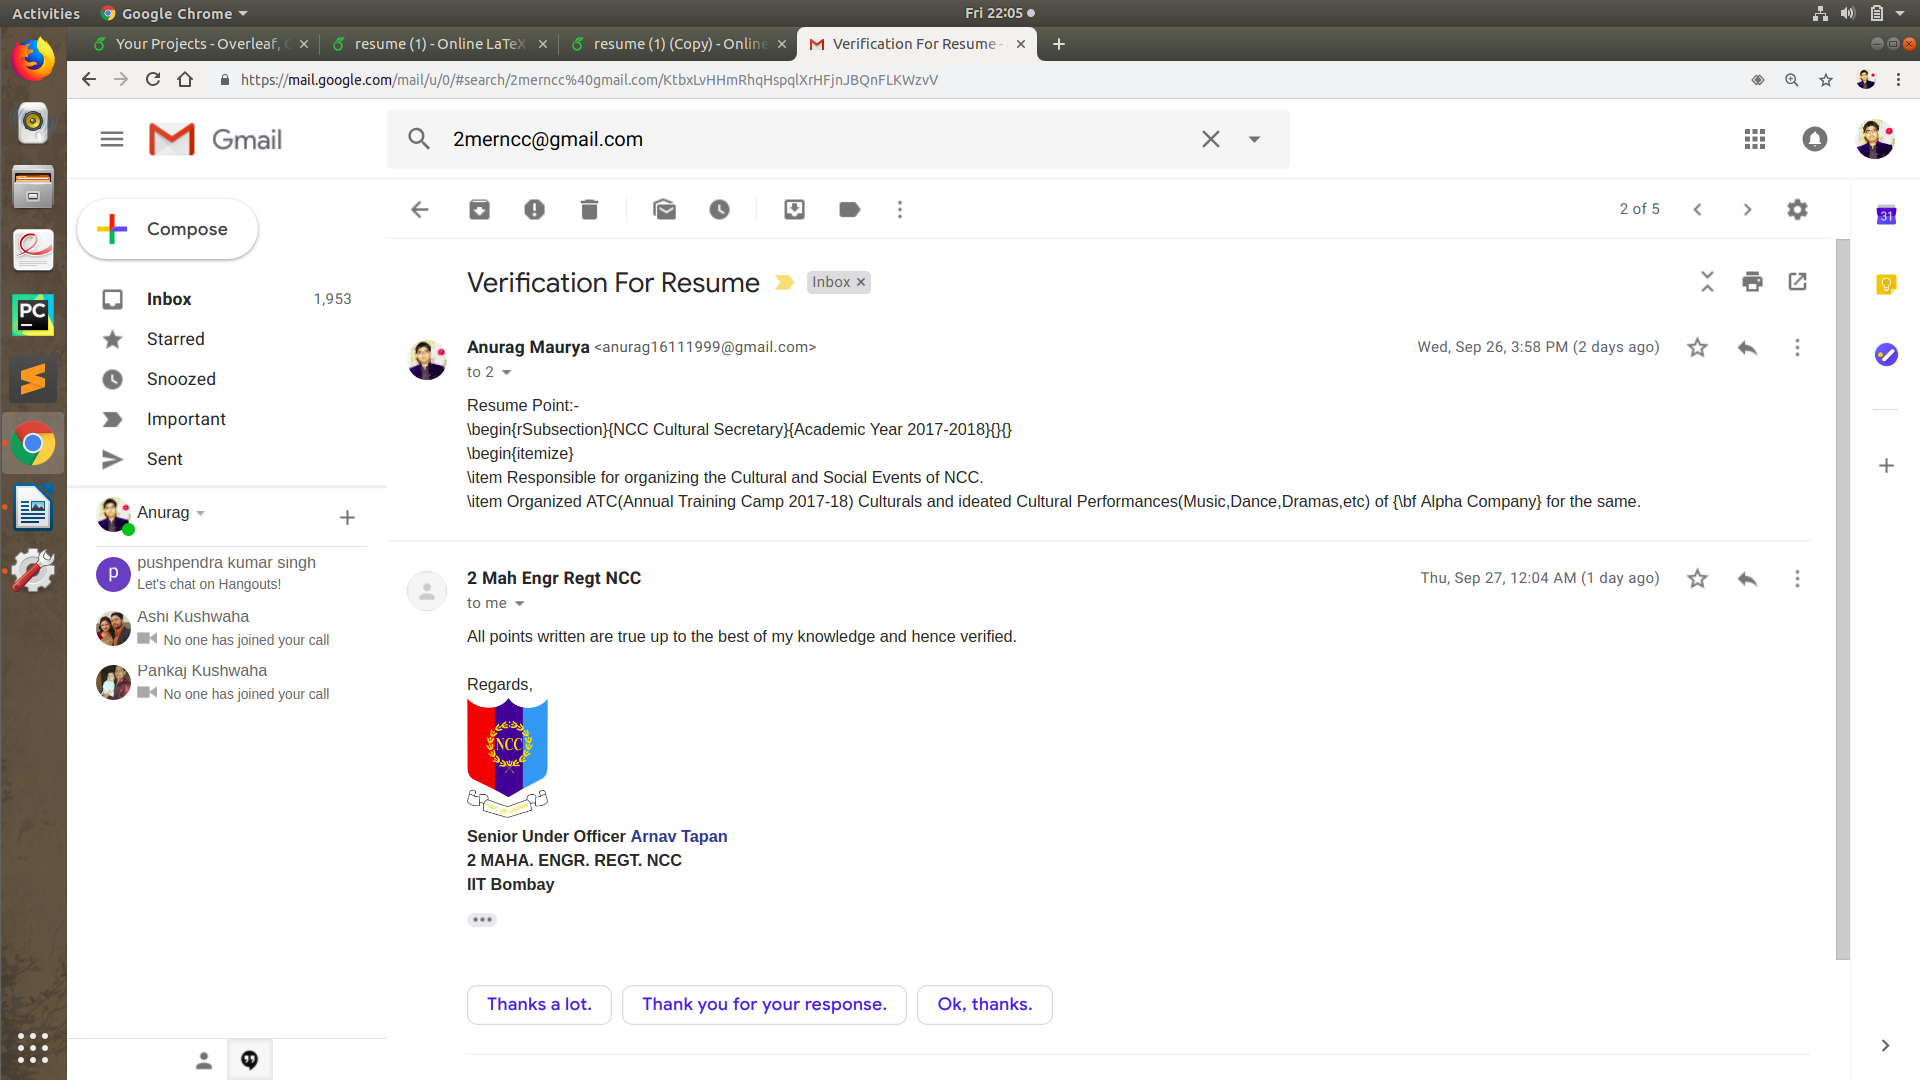 Activities Google Chrome Fri 22:05
Your Projects - Overleaf, resume (1) - Online LaTeX resume (1) (Copy) - Online Verification For Resume -
https://mail.google.com/mail/u/0/#search/2merncc%40gmail.com/KtbxLvHHmRhqHspqlXrHFjnJBQnFLKWzvV
Gmail
2merncc@gmail.com
Compose
2 of 5
31
Inbox 1,953
Starred
Snoozed
Important
Sent
Anurag
p
pushpendra kumar singh
Let's chat on Hangouts!
Ashi Kushwaha
No one has joined your call
Pankaj Kushwaha
No one has joined your call
PC
Verification For Resume Inbox
Anurag Maurya <anurag16111999@gmail.com> Wed, Sep 26, 3:58 PM (2 days ago)
to 2
Resume Point:-
\begin{rSubsection}{NCC Cultural Secretary}{Academic Year 2017-2018}{}{}
\begin{itemize}
\item Responsible for organizing the Cultural and Social Events of NCC.
\item Organized ATC(Annual Training Camp 2017-18) Culturals and ideated Cultural Performances(Music,Dance,Dramas,etc) of {\bf Alpha Company} for the same.
2 Mah Engr Regt NCC Thu, Sep 27, 12:04 AM (1 day ago)
to me
All points written are true up to the best of my knowledge and hence verified.
Regards,
NCC
Senior Under Officer Arnav Tapan
2 MAHA. ENGR. REGT. NCC
IIT Bombay
Thanks a lot. Thank you for your response. Ok, thanks.